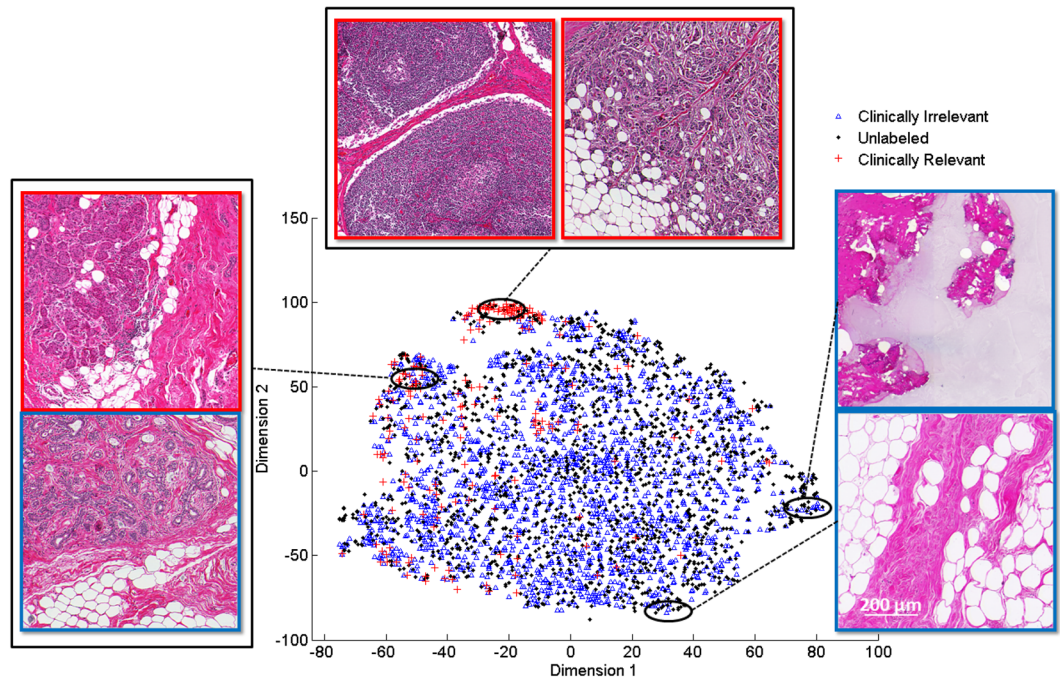 Clinically Irrelevant
Unlabeled
Clinically Relevant
150
100
50
0
-50
-100
Dimension 2
-80 -60 -40 -20 0 20 40 60 80 100
Dimension 1
200 µm